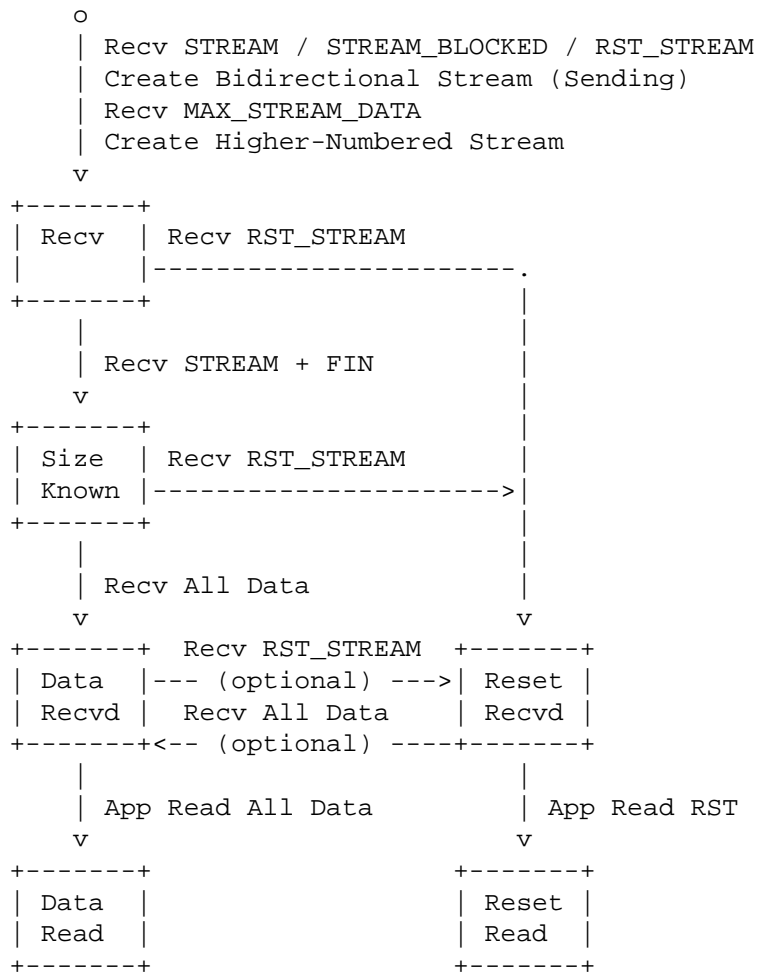 o
| Recv STREAM / STREAM_BLOCKED / RST_STREAM
| Create Bidirectional Stream (Sending)
| Recv MAX_STREAM_DATA
| Create Higher-Numbered Stream
v
+-------+
| Recv  | Recv RST_STREAM
|       |-----------------------.
+-------+                       |
|                           |
| Recv STREAM + FIN         |
v                           |
+-------+                       |
| Size  | Recv RST_STREAM       |
| Known |---------------------->|
+-------+                       |
|                           |
| Recv All Data             |
v                           v
+-------+  Recv RST_STREAM  +-------+
| Data  |--- (optional) --->| Reset |
| Recvd |  Recv All Data    | Recvd |
+-------+<-- (optional) ----+-------+
|                           |
| App Read All Data         | App Read RST
v                           v
+-------+                   +-------+
| Data  |                   | Reset |
| Read  |                   | Read  |
+-------+                   +-------+